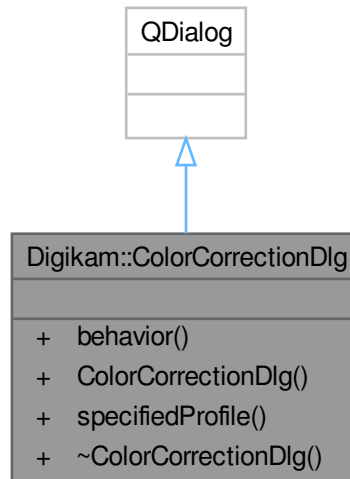 QDialog
Digikam::ColorCorrectionDlg
+ behavior()
+ ColorCorrectionDlg()
+ specifiedProfile()
+ ~ColorCorrectionDlg()